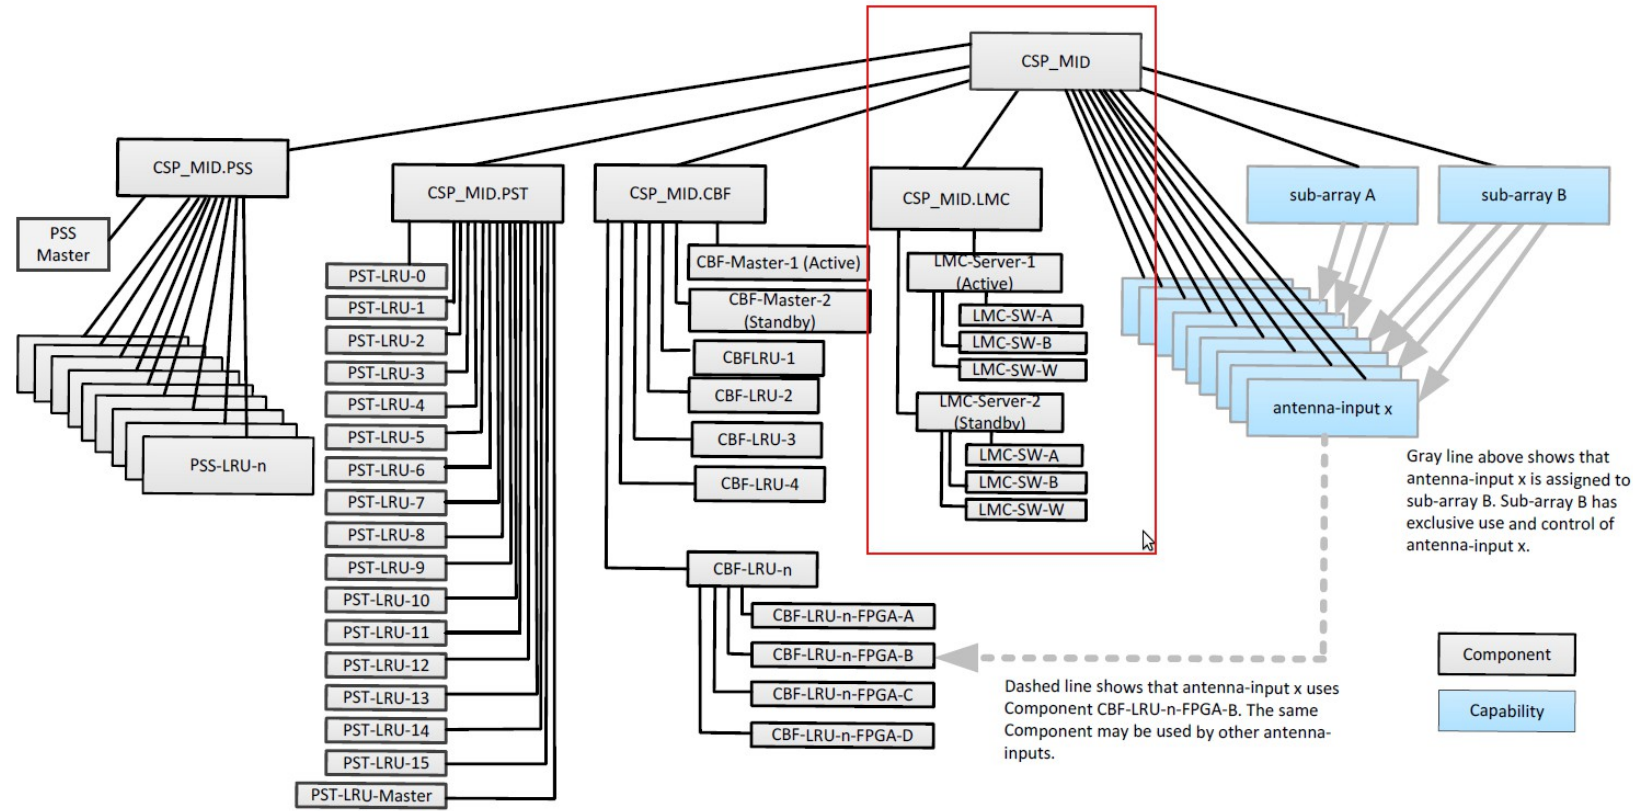 CSP_MID
CSP_MID.PSS
CSP_MID.PST
CSP_MID.CBF
CSP_MID.LMC
sub-array A
sub-array B
PSS
Master
PSS-LRU-n
PST-LRU-0
PST-LRU-1
PST-LRU-2
PST-LRU-3
PST-LRU-4
PST-LRU-5
PST-LRU-6
PST-LRU-7
PST-LRU-8
PST-LRU-9
PST-LRU-10
PST-LRU-11
PST-LRU-12
PST-LRU-13
PST-LRU-14
PST-LRU-15
PST-LRU-Master
CBF-Master-1 (Active)
CBF-Master-2
(Standby)
CBFLRU-1
CBF-LRU-2
CBF-LRU-3
CBF-LRU-4
CBF-LRU-n
CBF-LRU-n-FPGA-A
CBF-LRU-n-FPGA-B
CBF-LRU-n-FPGA-C
CBF-LRU-n-FPGA-D
LMC-Server-1
(Active)
LMC-SW-A
LMC-SW-B
LMC-SW-W
LMC-Server-2
(Standby)
LMC-SW-A
LMC-SW-B
LMC-SW-W
antenna-input x
Gray line above shows that
antenna-input x is assigned to
sub-array B. Sub-array B has
exclusive use and control of
antenna-input x.
Dashed line shows that antenna-input x uses
Component CBF-LRU-n-FPGA-B. The same
Component may be used by other antenna-
inputs.
Component
Capability